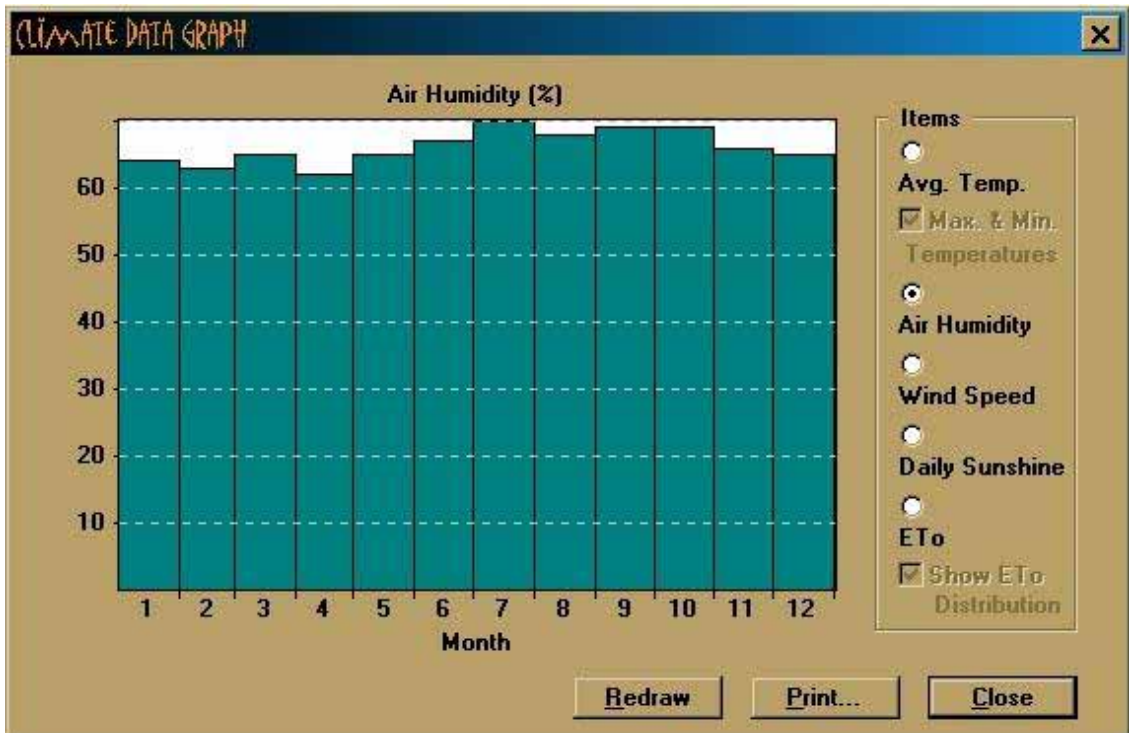 CLiMATE DATA GRAPH
Air Humidity (%)
60
50
40
30
20
10
1 2 3 4 5 6 7 8 9 10 11 12
Month
Items
Avg. Temp.
Max. & Min.
Temperatures
Air Humidity
Wind Speed
Daily Sunshine
ETo
Show ETo
Distribution
Redraw Print... Close